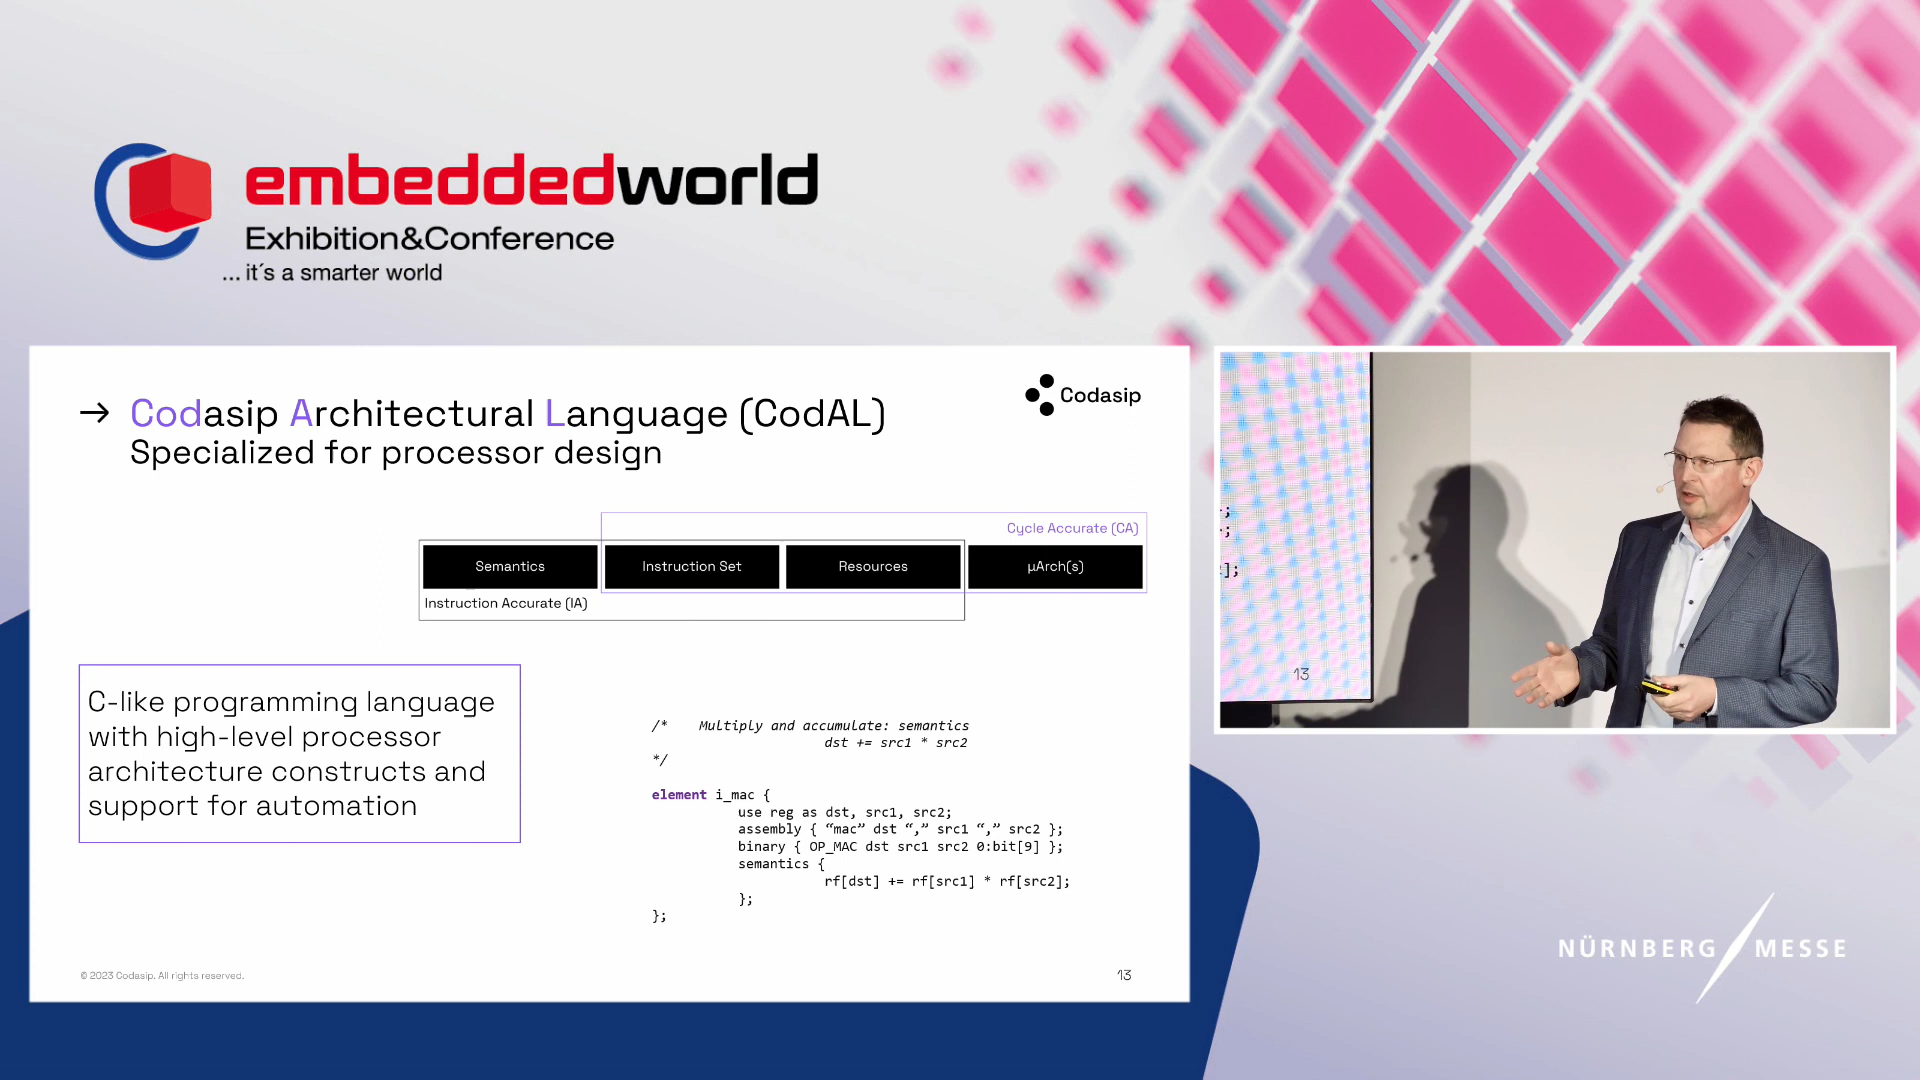 embeddedworld
Exhibition&Conference
... it´s a smarter world
→ Codasip Architectural Language (CodAL)
Specialized for processor design
Codasip
Cycle Accurate (CA)
Semantics
Instruction Set
Resources
µArch(s)
Instruction Accurate (IA)
C-like programming language
with high-level processor
architecture constructs and
support for automation
/* Multiply and accumulate: semantics
dst += src1 * src2
*/
element i_mac {
use reg as dst, src1, src2;
assembly { “mac” dst “,” src1 “,” src2 };
binary { OP_MAC dst src1 src2 0:bit[9] };
semantics {
rf[dst] += rf[src1] * rf[src2];
};
};
© 2023 Codasip. All rights reserved.
13
;
;
];
13
NÜRNBERG MESSE